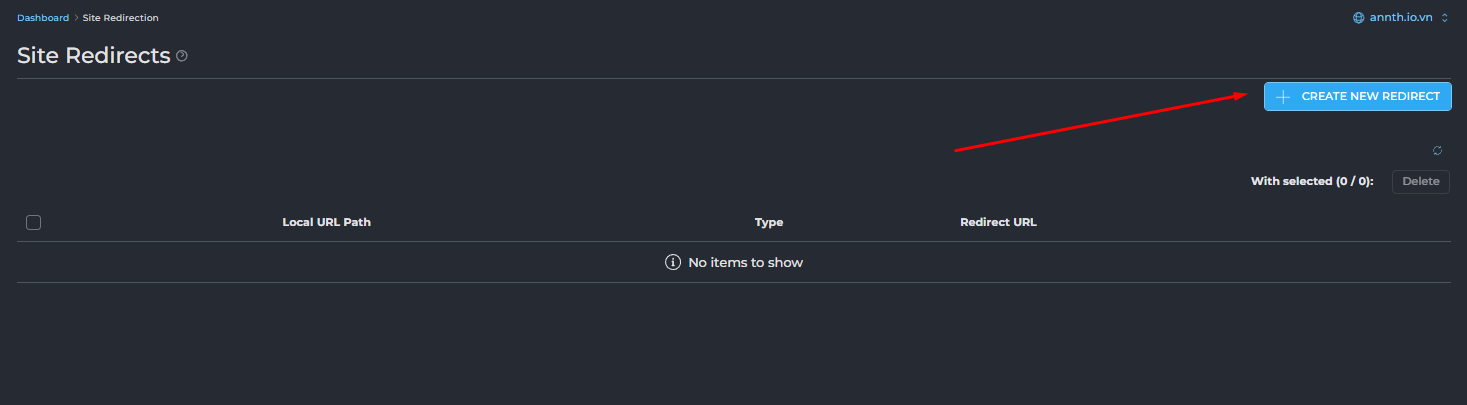 Dashboard > Site Redirection
annth.io.vn
Site Redirects
CREATE NEW REDIRECT
With selected (0 / 0):
Delete
Local URL Path
Type
Redirect URL
No items to show